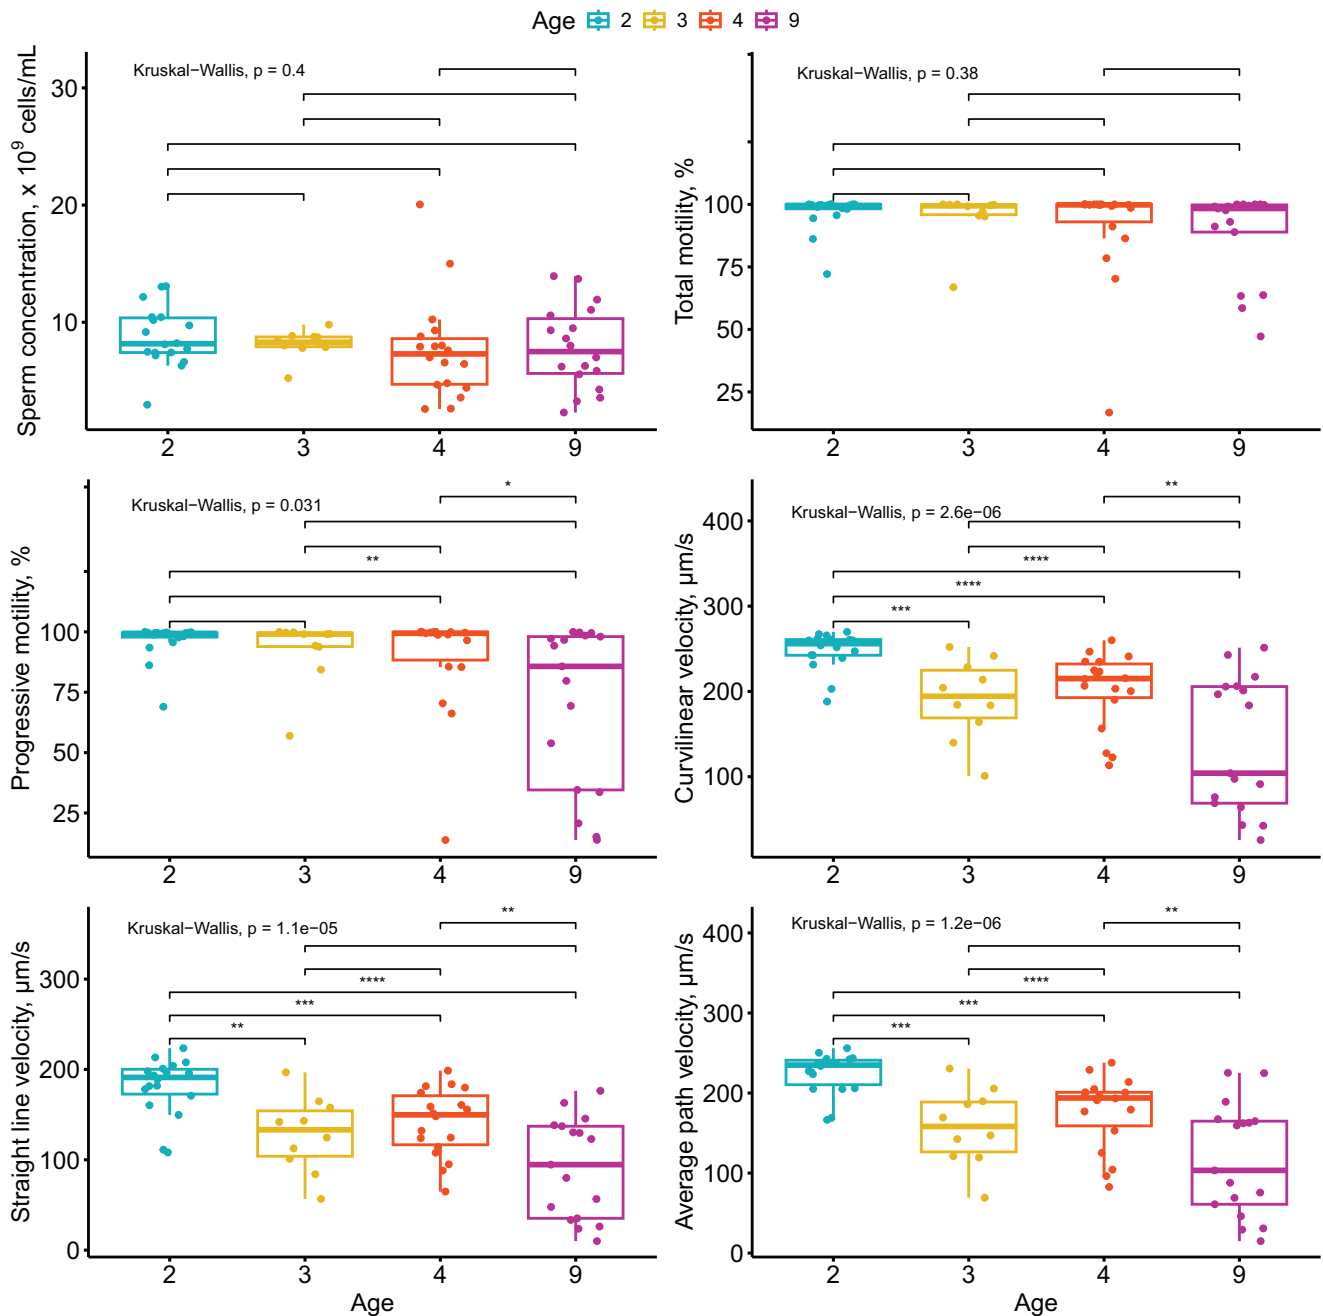 Age 2 3 4 9
Sperm concentration, x 10⁹ cells/mL
Kruskal−Wallis, p = 0.4
30
20
10
2 3 4 9
Total motility, %
Kruskal−Wallis, p = 0.38
100
75
50
25
2 3 4 9
Progressive motility, %
Kruskal−Wallis, p = 0.031
*
**
100
75
50
25
2 3 4 9
Curvilinear velocity, µm/s
Kruskal−Wallis, p = 2.6e−06
**
****
****
***
400
300
200
100
2 3 4 9
Straight line velocity, µm/s
Kruskal−Wallis, p = 1.1e−05
**
****
***
**
300
200
100
0
2 3 4 9
Age
Average path velocity, µm/s
Kruskal−Wallis, p = 1.2e−06
**
****
***
***
400
300
200
100
0
2 3 4 9
Age